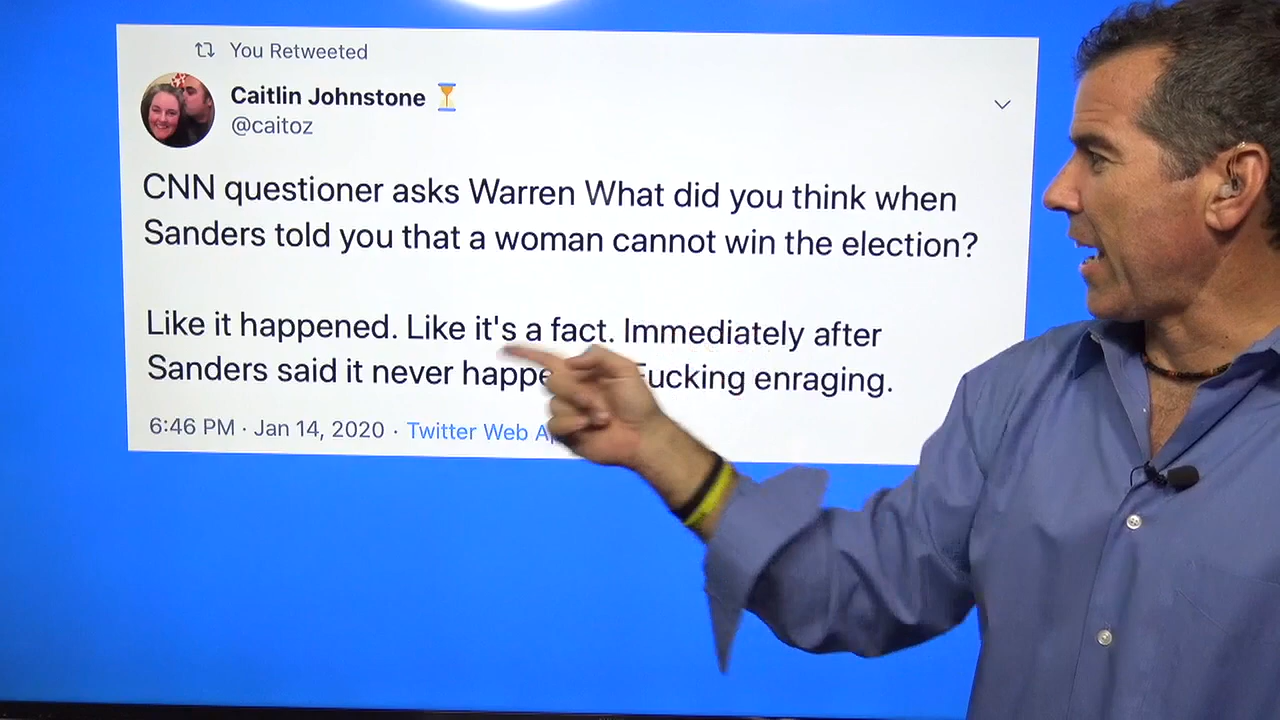 You Retweeted
Caitlin Johnstone ⏳
@caitoz
CNN questioner asks Warren What did you think when
Sanders told you that a woman cannot win the election?
Like it happened. Like it's a fact. Immediately after
Sanders said it never happe Fucking enraging.
6:46 PM · Jan 14, 2020 · Twitter Web A